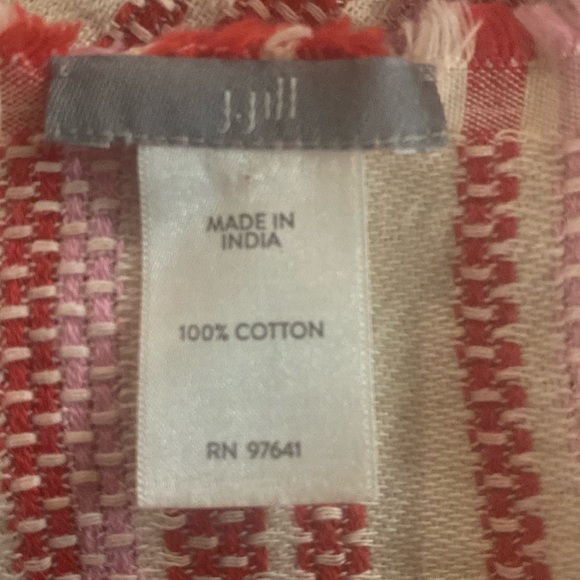 j.jill
MADE IN
INDIA
100% COTTON
RN 97641